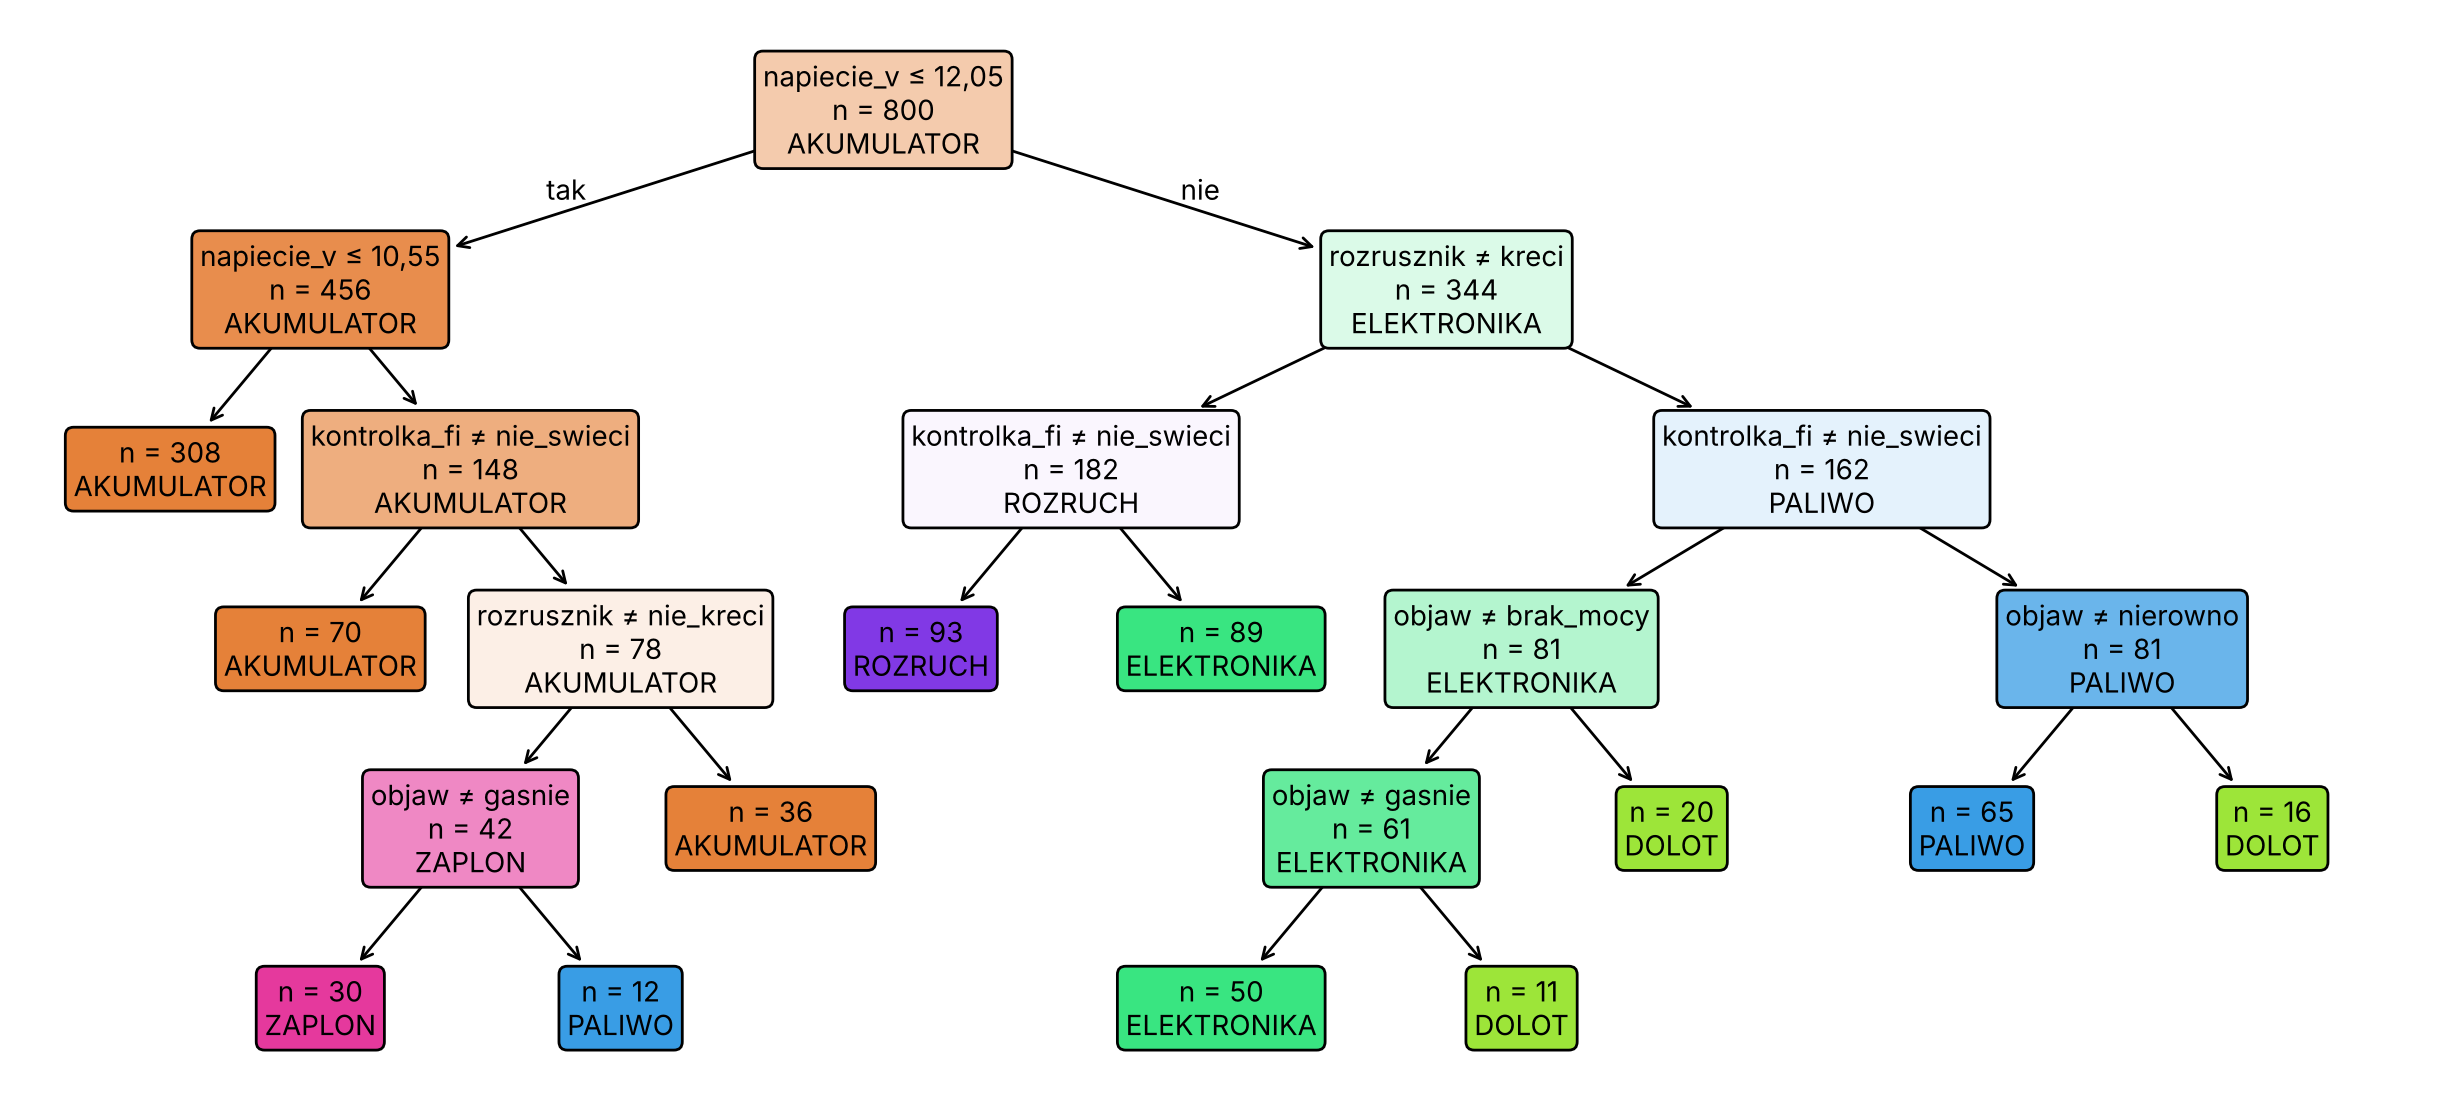 napiecie_v ≤ 12,05
n = 800
AKUMULATOR
tak
nie
napiecie_v ≤ 10,55
n = 456
AKUMULATOR
rozrusznik ≠ kreci
n = 344
ELEKTRONIKA
n = 308
AKUMULATOR
kontrolka_fi ≠ nie_swieci
n = 148
AKUMULATOR
kontrolka_fi ≠ nie_swieci
n = 182
ROZRUCH
kontrolka_fi ≠ nie_swieci
n = 162
PALIWO
n = 70
AKUMULATOR
rozrusznik ≠ nie_kreci
n = 78
AKUMULATOR
n = 93
ROZRUCH
n = 89
ELEKTRONIKA
objaw ≠ brak_mocy
n = 81
ELEKTRONIKA
objaw ≠ nierowno
n = 81
PALIWO
objaw ≠ gasnie
n = 42
ZAPLON
n = 36
AKUMULATOR
objaw ≠ gasnie
n = 61
ELEKTRONIKA
n = 20
DOLOT
n = 65
PALIWO
n = 16
DOLOT
n = 30
ZAPLON
n = 12
PALIWO
n = 50
ELEKTRONIKA
n = 11
DOLOT